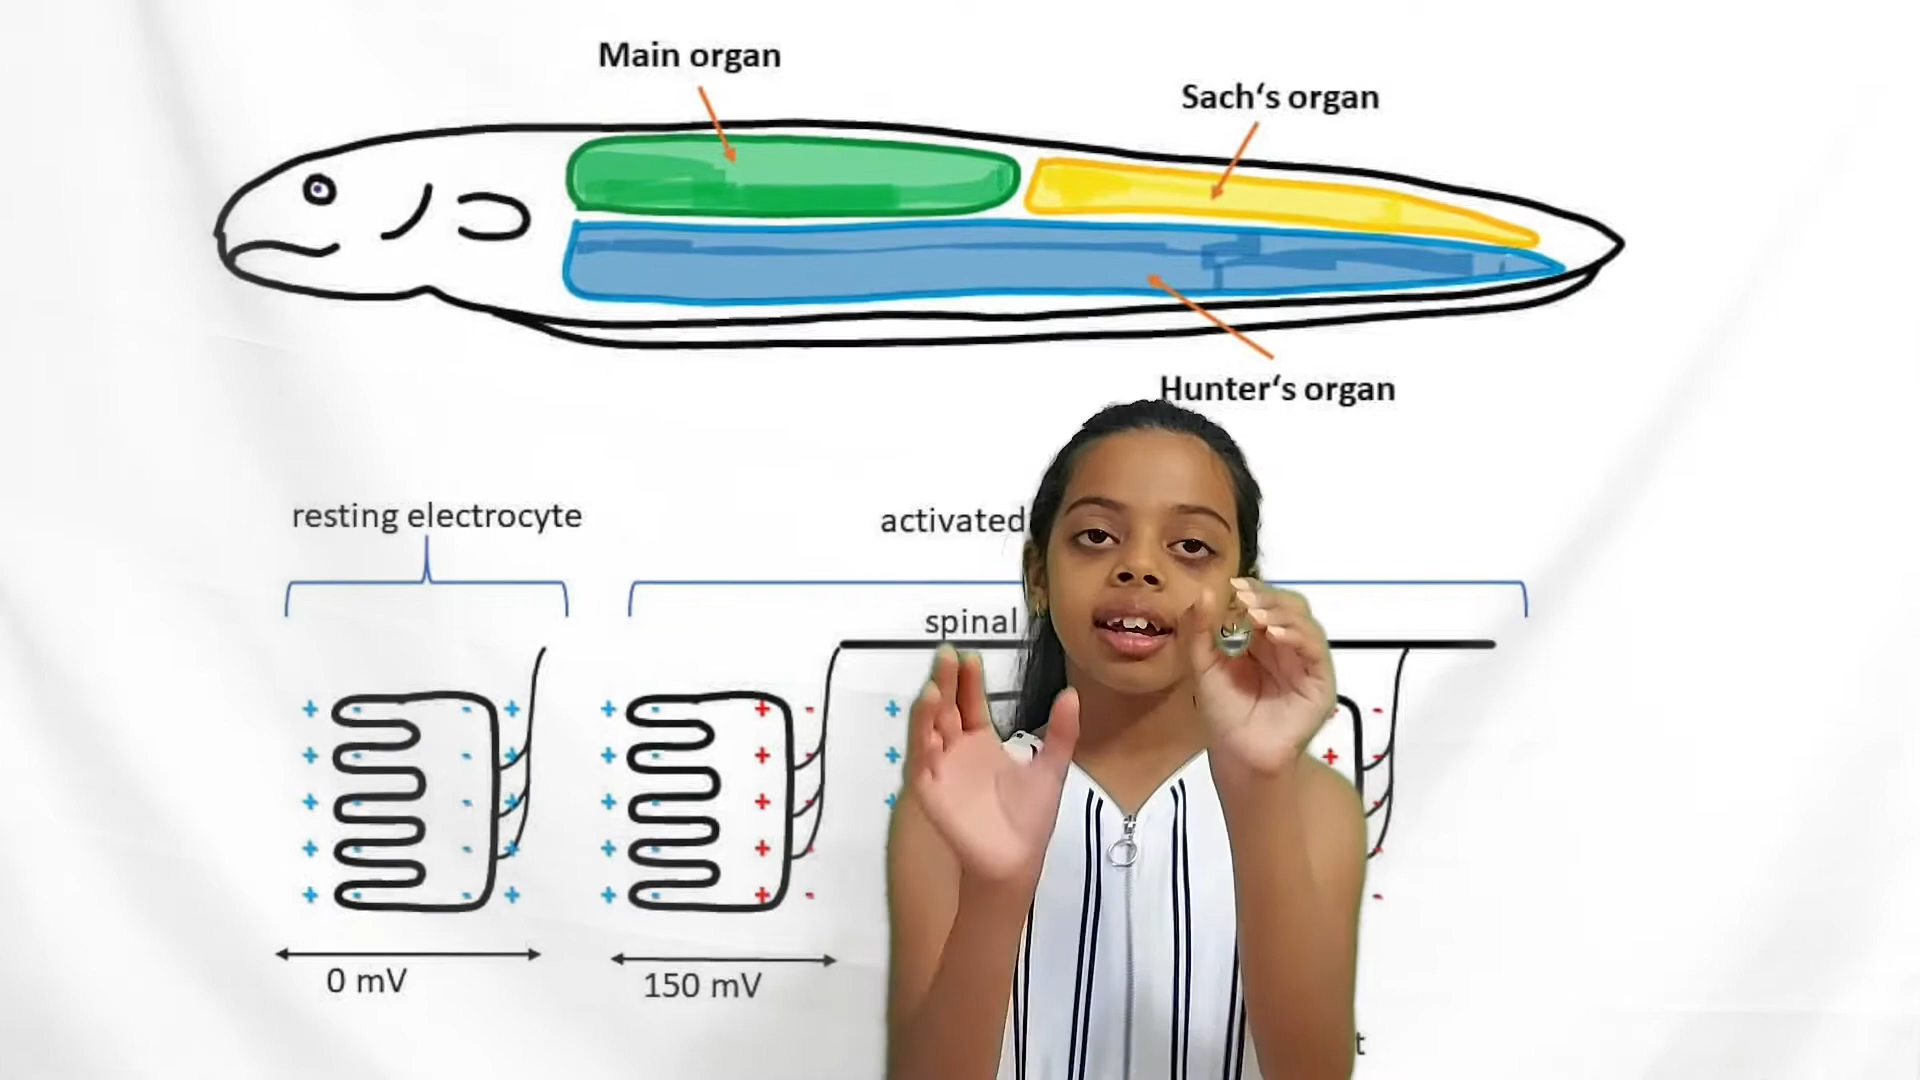 Main organ
Sach‘s organ
Hunter‘s organ
resting electrocyte
activated
spinal
0 mV
150 mV
t